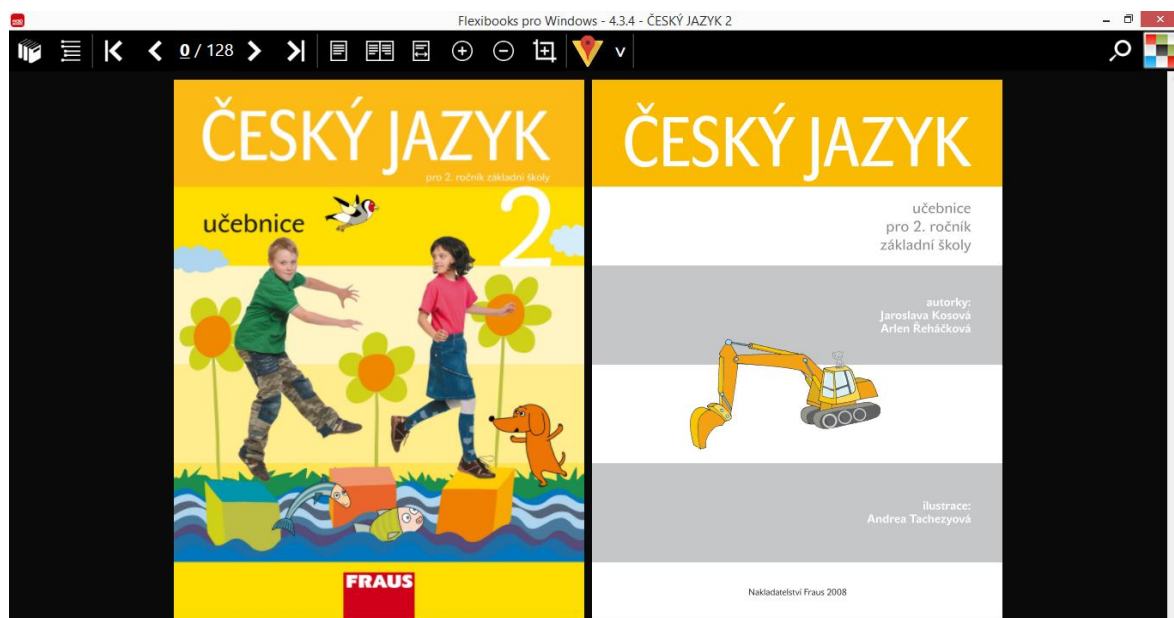 Flexibooks pro Windows - 4.3.4 - ČESKÝ JAZYK 2
0 / 128
ČESKÝ JAZYK
pro 2. ročník základní školy
2
učebnice
FRAUS
ČESKÝ JAZYK
učebnice
pro 2. ročník
základní školy
autorky:
Jaroslava Kosová
Arlen Řeháčková
ilustrace:
Andrea Tachezyová
Nakladatelství Fraus 2008